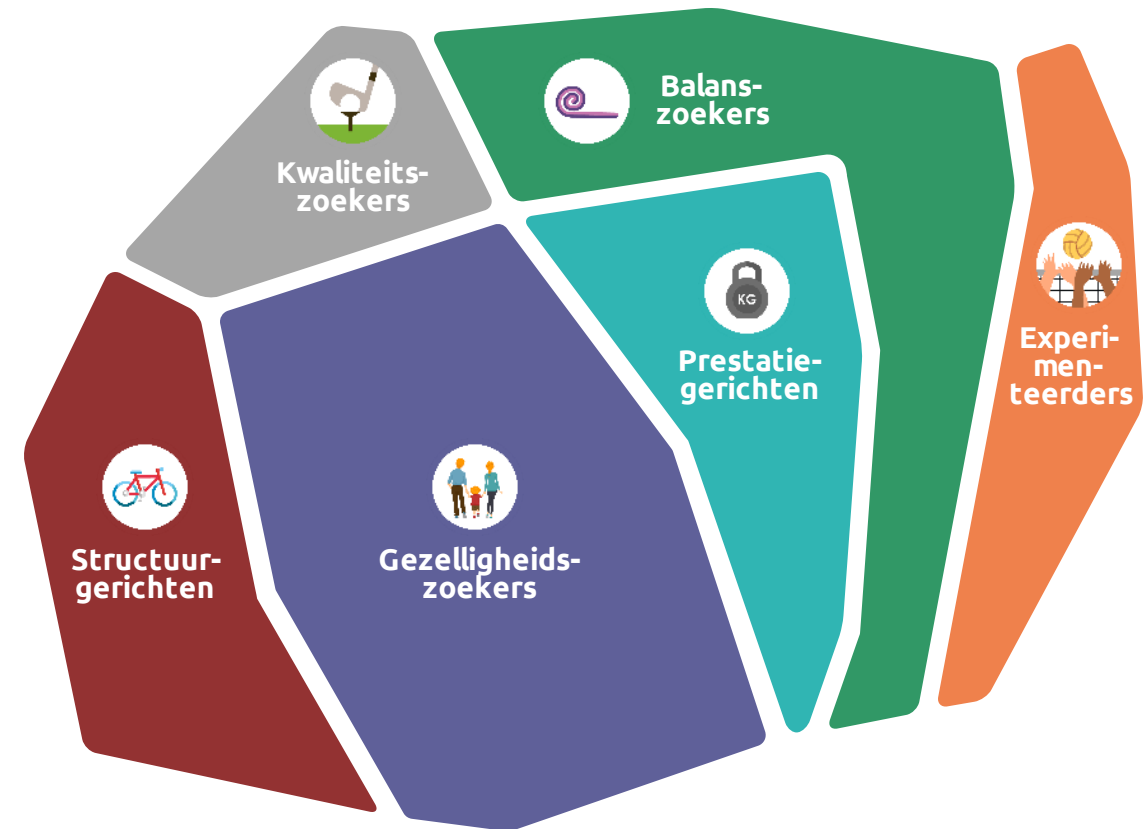 Balans-
zoekers
Kwaliteits-
zoekers
KG
Prestatie-
gerichten
Experi-
men-
teerders
Structuur-
gerichten
Gezelligheids-
zoekers